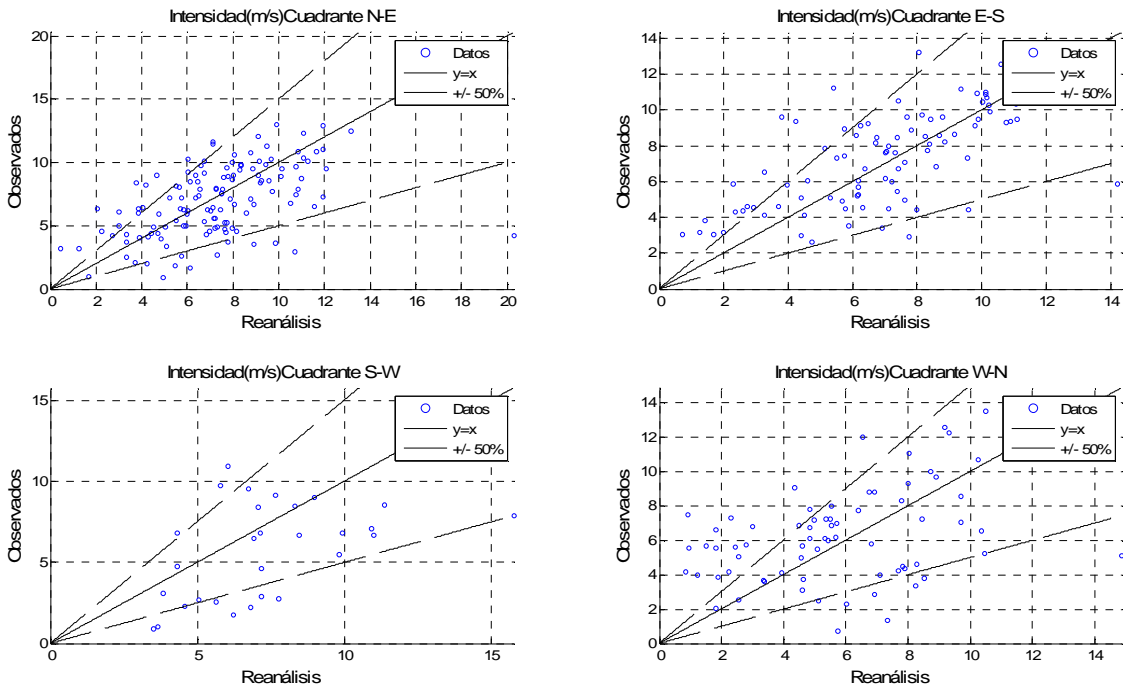 Intensidad(m/s)Cuadrante N-E
20
15
10
5
0
Observados
0 2 4 6 8 10 12 14 16 18 20
Reanálisis
Datos
y=x
+/- 50%
Intensidad(m/s)Cuadrante E-S
14
12
10
8
6
4
2
0
Observados
0 2 4 6 8 10 12 14
Reanálisis
Datos
y=x
+/- 50%
Intensidad(m/s)Cuadrante S-W
15
10
5
0
Observados
0 5 10 15
Reanálisis
Datos
y=x
+/- 50%
Intensidad(m/s)Cuadrante W-N
14
12
10
8
6
4
2
0
Observados
0 2 4 6 8 10 12 14
Reanálisis
Datos
y=x
+/- 50%